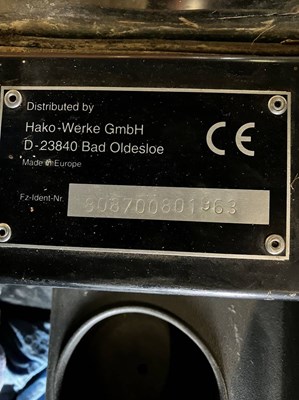 Distributed by
Hako-Werke GmbH
D-23840 Bad Oldesloe
CE
Made in Europe
Fz-Ident-Nr.